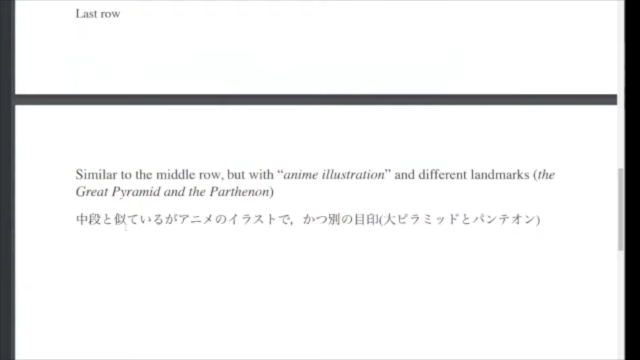 Last row
Similar to the middle row, but with “anime illustration” and different landmarks (the
Great Pyramid and the Parthenon)
中段と似ているがアニメのイラストで，かつ別の目印(大ピラミッドとパンテオン)